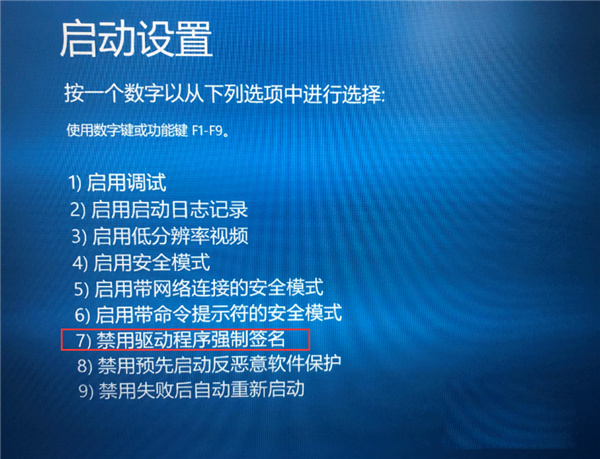 启动设置
按一个数字以从下列选项中进行选择:
使用数字键或功能键 F1-F9。
1) 启用调试
2) 启用启动日志记录
3) 启用低分辨率视频
4) 启用安全模式
5) 启用带网络连接的安全模式
6) 启用带命令提示符的安全模式
7) 禁用驱动程序强制签名
8) 禁用预先启动反恶意软件保护
9) 禁用失败后自动重新启动